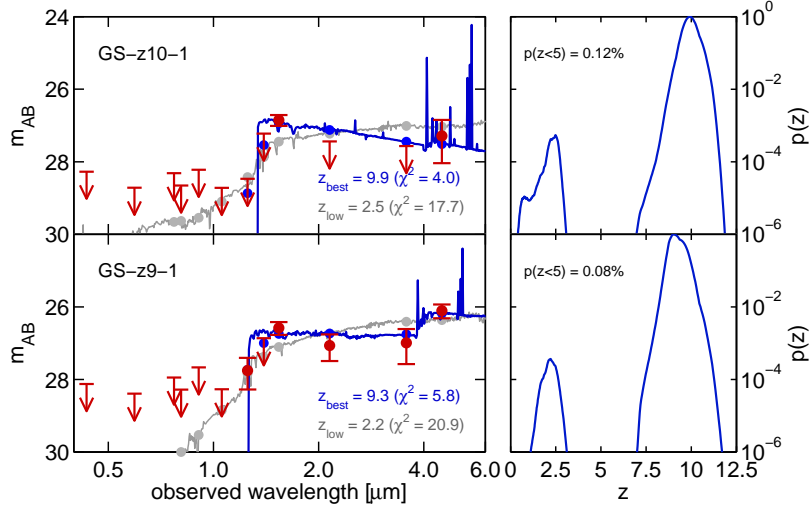 GS−z10−1
z_best = 9.9 (χ² = 4.0)
z_low = 2.5 (χ² = 17.7)
24
26
28
30
m_AB
p(z<5) = 0.12%
10⁰
10⁻²
10⁻⁴
10⁻⁶
p(z)
GS−z9−1
z_best = 9.3 (χ² = 5.8)
z_low = 2.2 (χ² = 20.9)
26
28
30
m_AB
0.5
1.0
2.0
4.0
6.0
observed wavelength [μm]
p(z<5) = 0.08%
10⁰
10⁻²
10⁻⁴
10⁻⁶
p(z)
0
2.5
5
7.5
10
12.5
z